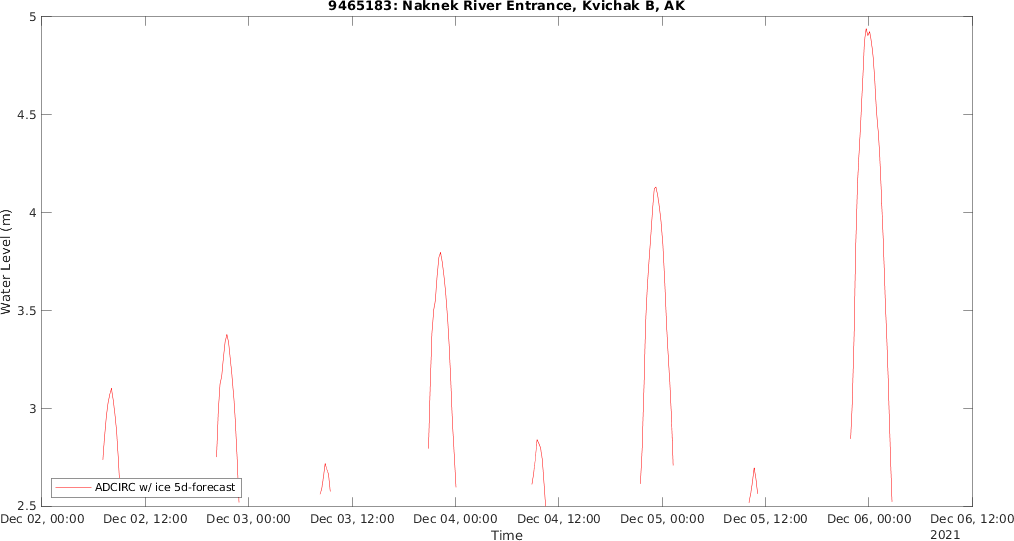 9465183: Naknek River Entrance, Kvichak B, AK
5
4.5
4
3.5
3
2.5
Water Level (m)
ADCIRC w/ ice 5d-forecast
Dec 02, 00:00 Dec 02, 12:00 Dec 03, 00:00 Dec 03, 12:00 Dec 04, 00:00 Dec 04, 12:00 Dec 05, 00:00 Dec 05, 12:00 Dec 06, 00:00 Dec 06, 12:00
Time 2021